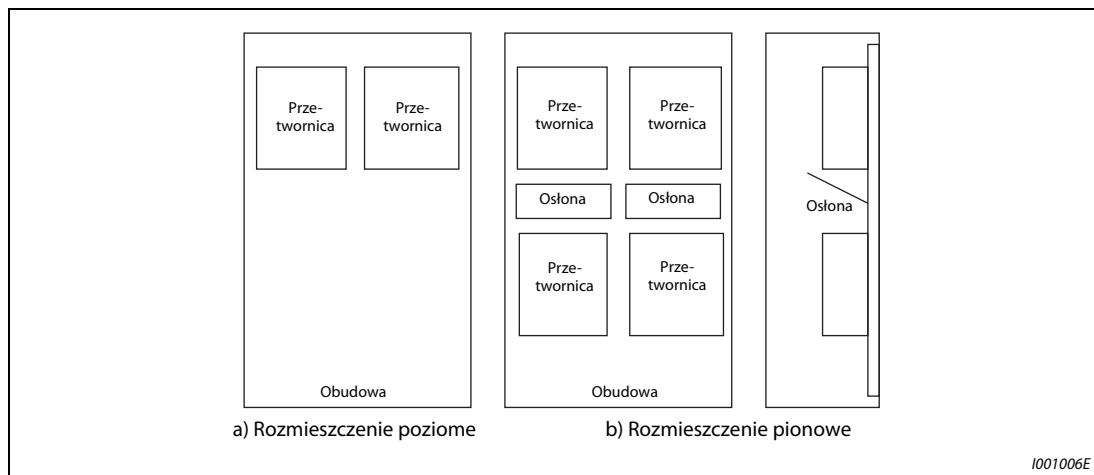 Prze-
twornica
Prze-
twornica
Obudowa
a) Rozmieszczenie poziome
Prze-
twornica
Prze-
twornica
Osłona
Osłona
Prze-
twornica
Prze-
twornica
Obudowa
Osłona
b) Rozmieszczenie pionowe
I001006E